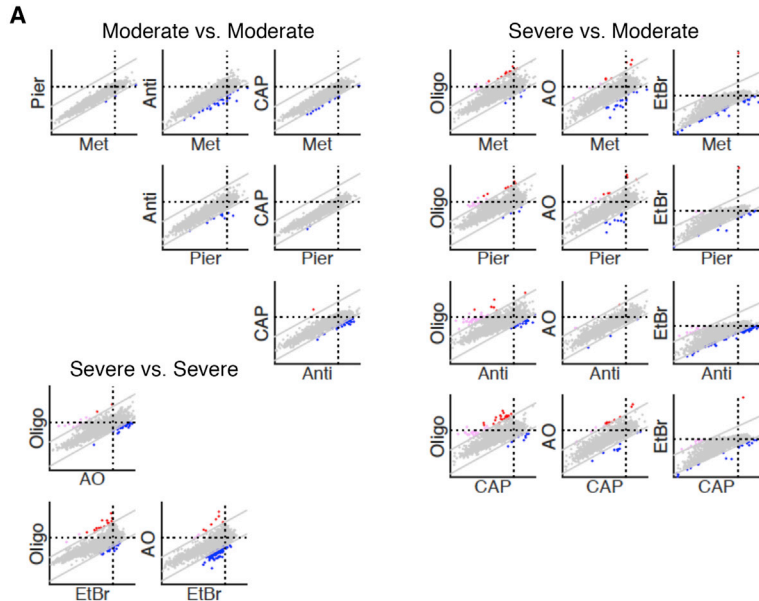 A
Moderate vs. Moderate
Severe vs. Moderate
Pier
Met
Anti
Met
CAP
Met
Oligo
Met
AO
Met
EtBr
Met
Anti
Pier
CAP
Pier
Oligo
Pier
AO
Pier
EtBr
Pier
CAP
Anti
Oligo
Anti
AO
Anti
EtBr
Anti
Severe vs. Severe
Oligo
AO
Oligo
CAP
AO
CAP
EtBr
CAP
Oligo
EtBr
AO
EtBr